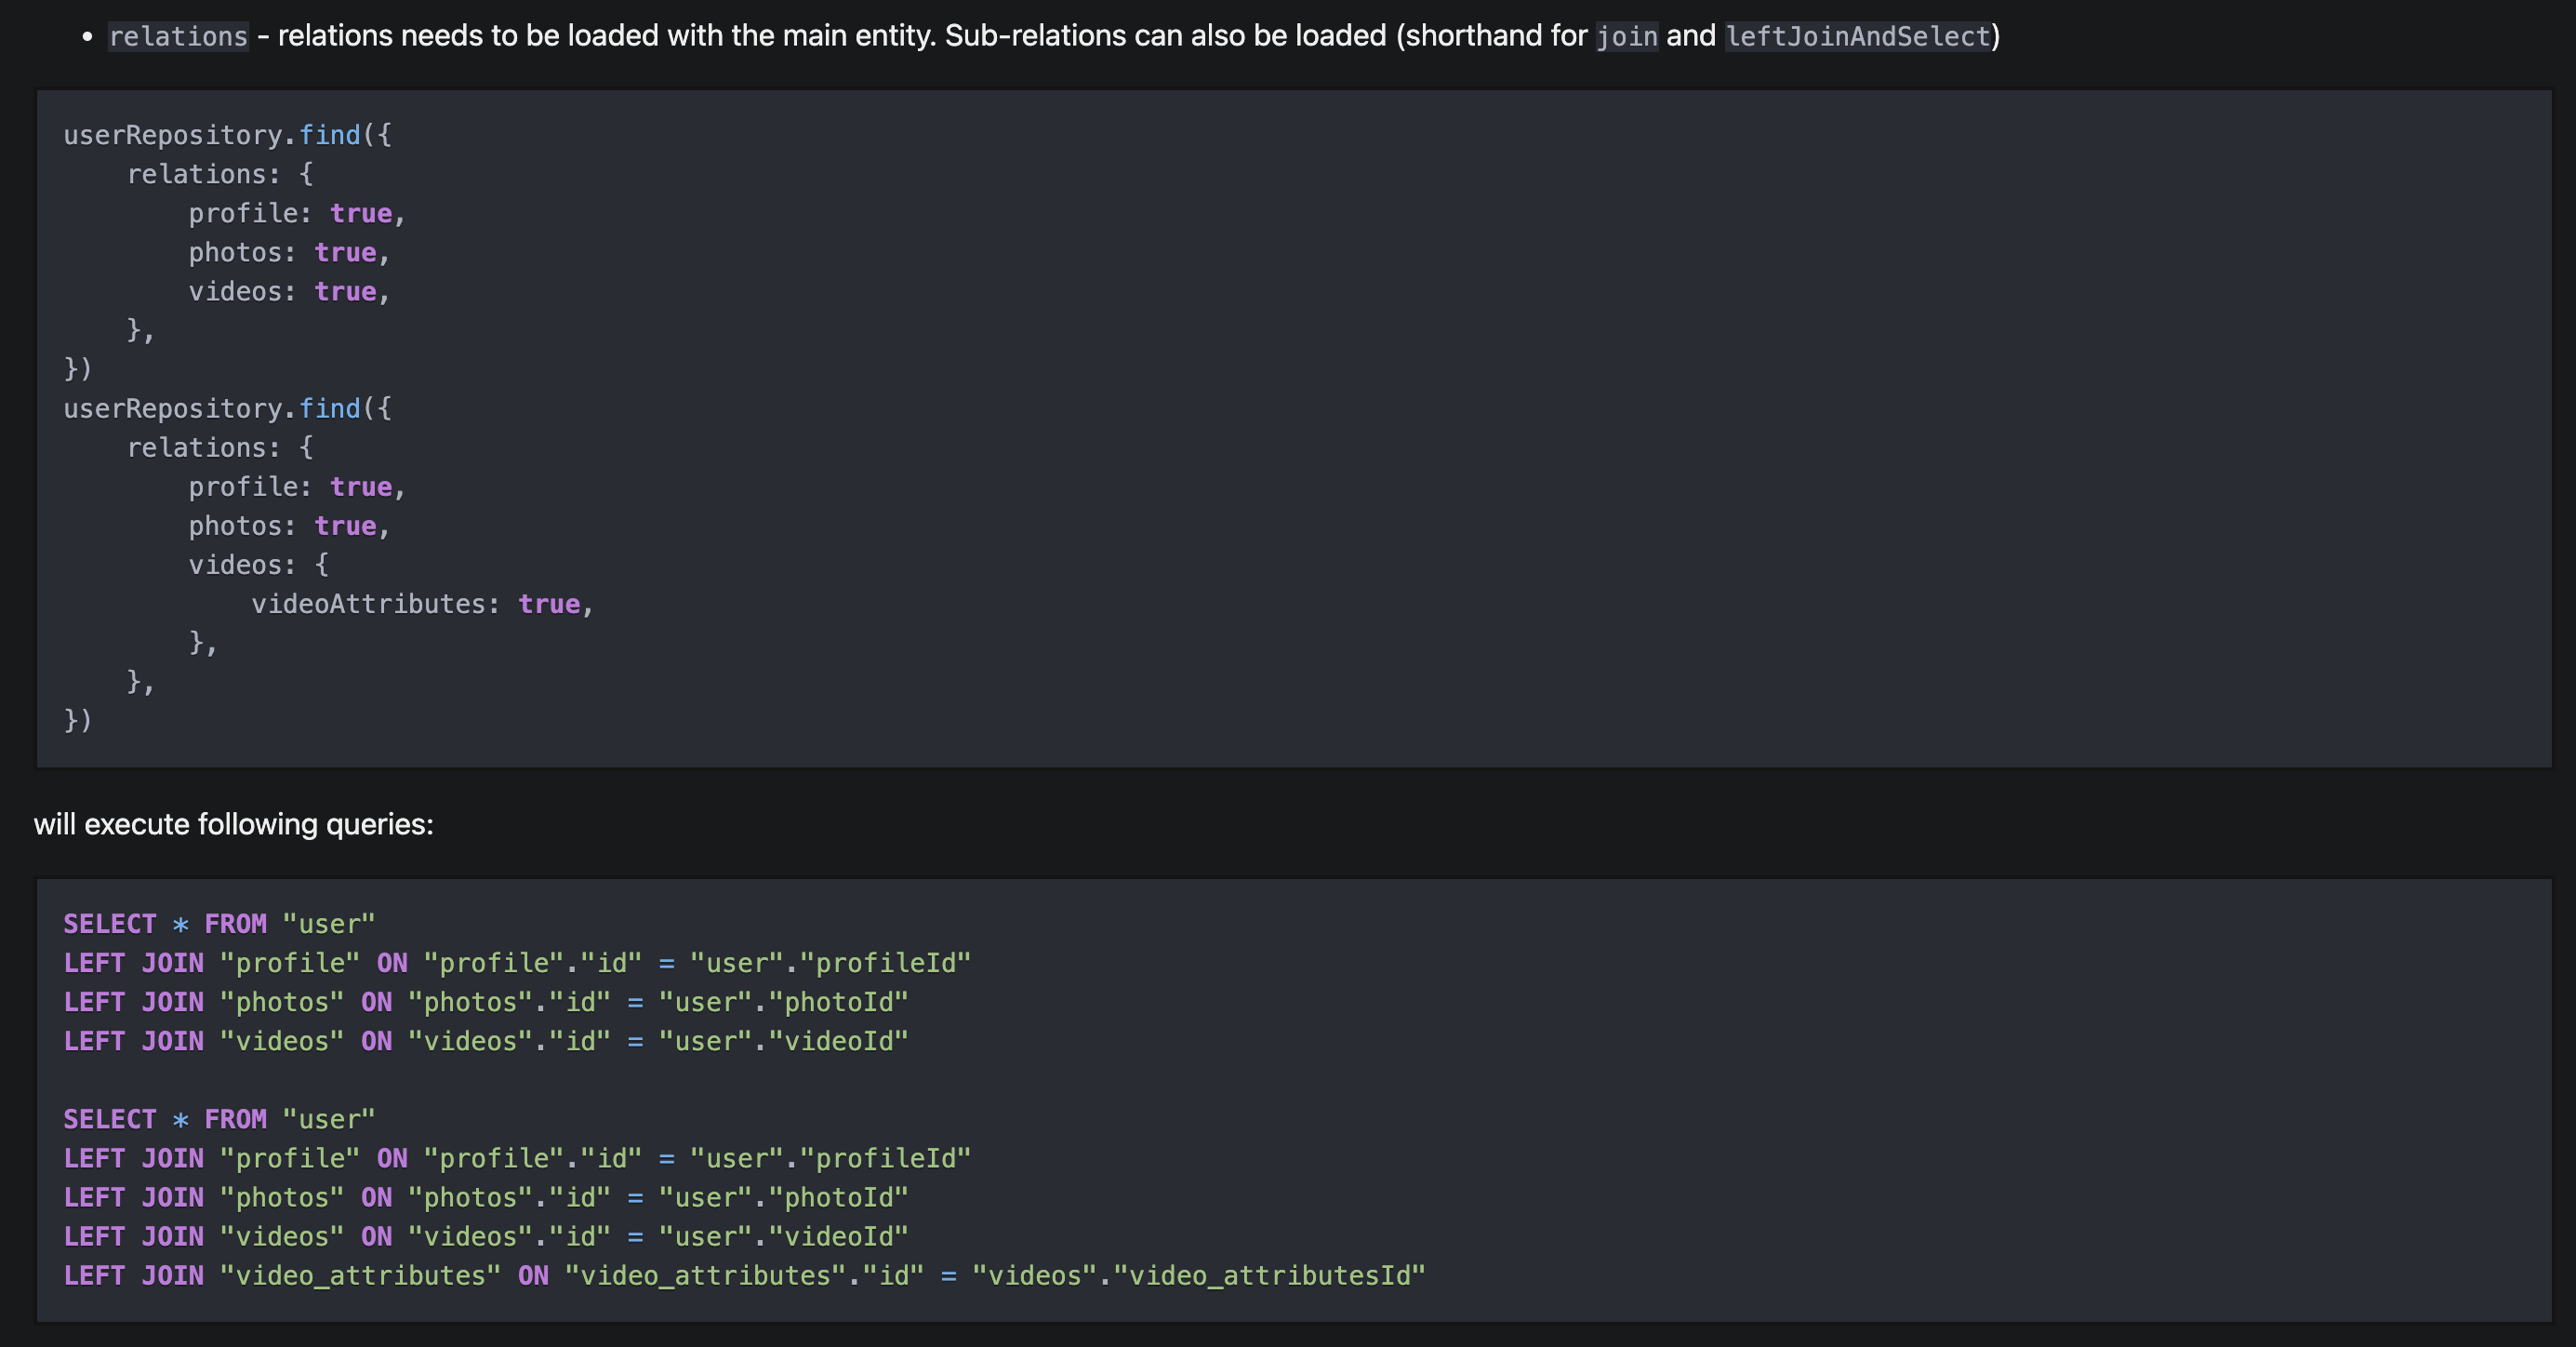 • relations - relations needs to be loaded with the main entity. Sub-relations can also be loaded (shorthand for join and leftJoinAndSelect)
userRepository.find({
    relations: {
        profile: true,
        photos: true,
        videos: true,
    },
})
userRepository.find({
    relations: {
        profile: true,
        photos: true,
        videos: {
            videoAttributes: true,
        },
    },
})
will execute following queries:
SELECT * FROM "user"
LEFT JOIN "profile" ON "profile"."id" = "user"."profileId"
LEFT JOIN "photos" ON "photos"."id" = "user"."photoId"
LEFT JOIN "videos" ON "videos"."id" = "user"."videoId"

SELECT * FROM "user"
LEFT JOIN "profile" ON "profile"."id" = "user"."profileId"
LEFT JOIN "photos" ON "photos"."id" = "user"."photoId"
LEFT JOIN "videos" ON "videos"."id" = "user"."videoId"
LEFT JOIN "video_attributes" ON "video_attributes"."id" = "videos"."video_attributesId"